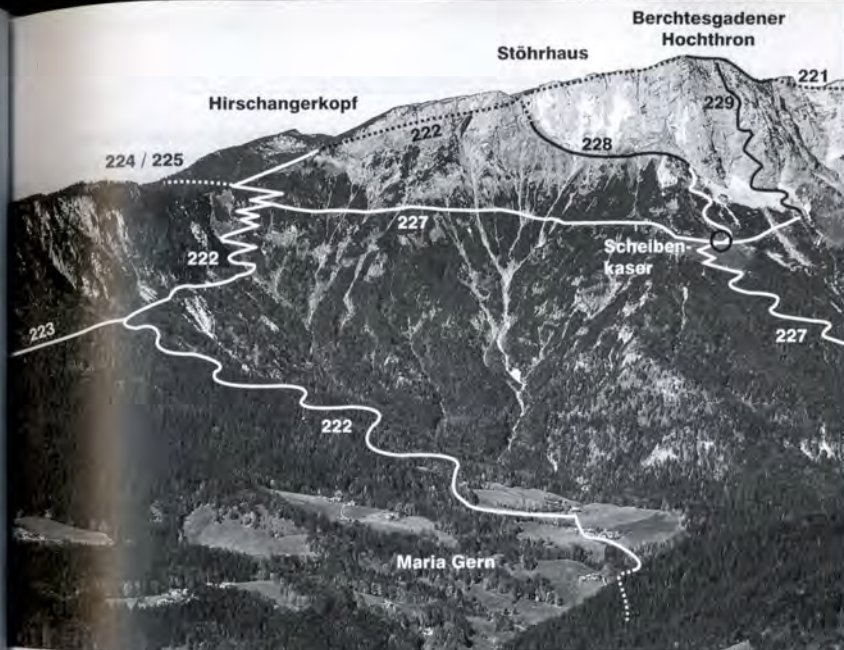 Berchtesgadener
Hochthron
Stöhrhaus
221
Hirschangerkopf
229
222
228
224 / 225
227
222
Scheiben-
kaser
223
227
222
Maria Gern